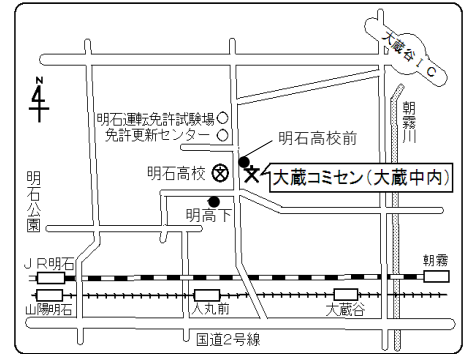 大蔵谷IC
N
朝霧川
明石運転免許試験場
免許更新センター
明石高校前
明石高校
大蔵コミセン(大蔵中内)
明石公園
明高下
JR明石
朝霧
山陽明石
人丸前
大蔵谷
国道2号線